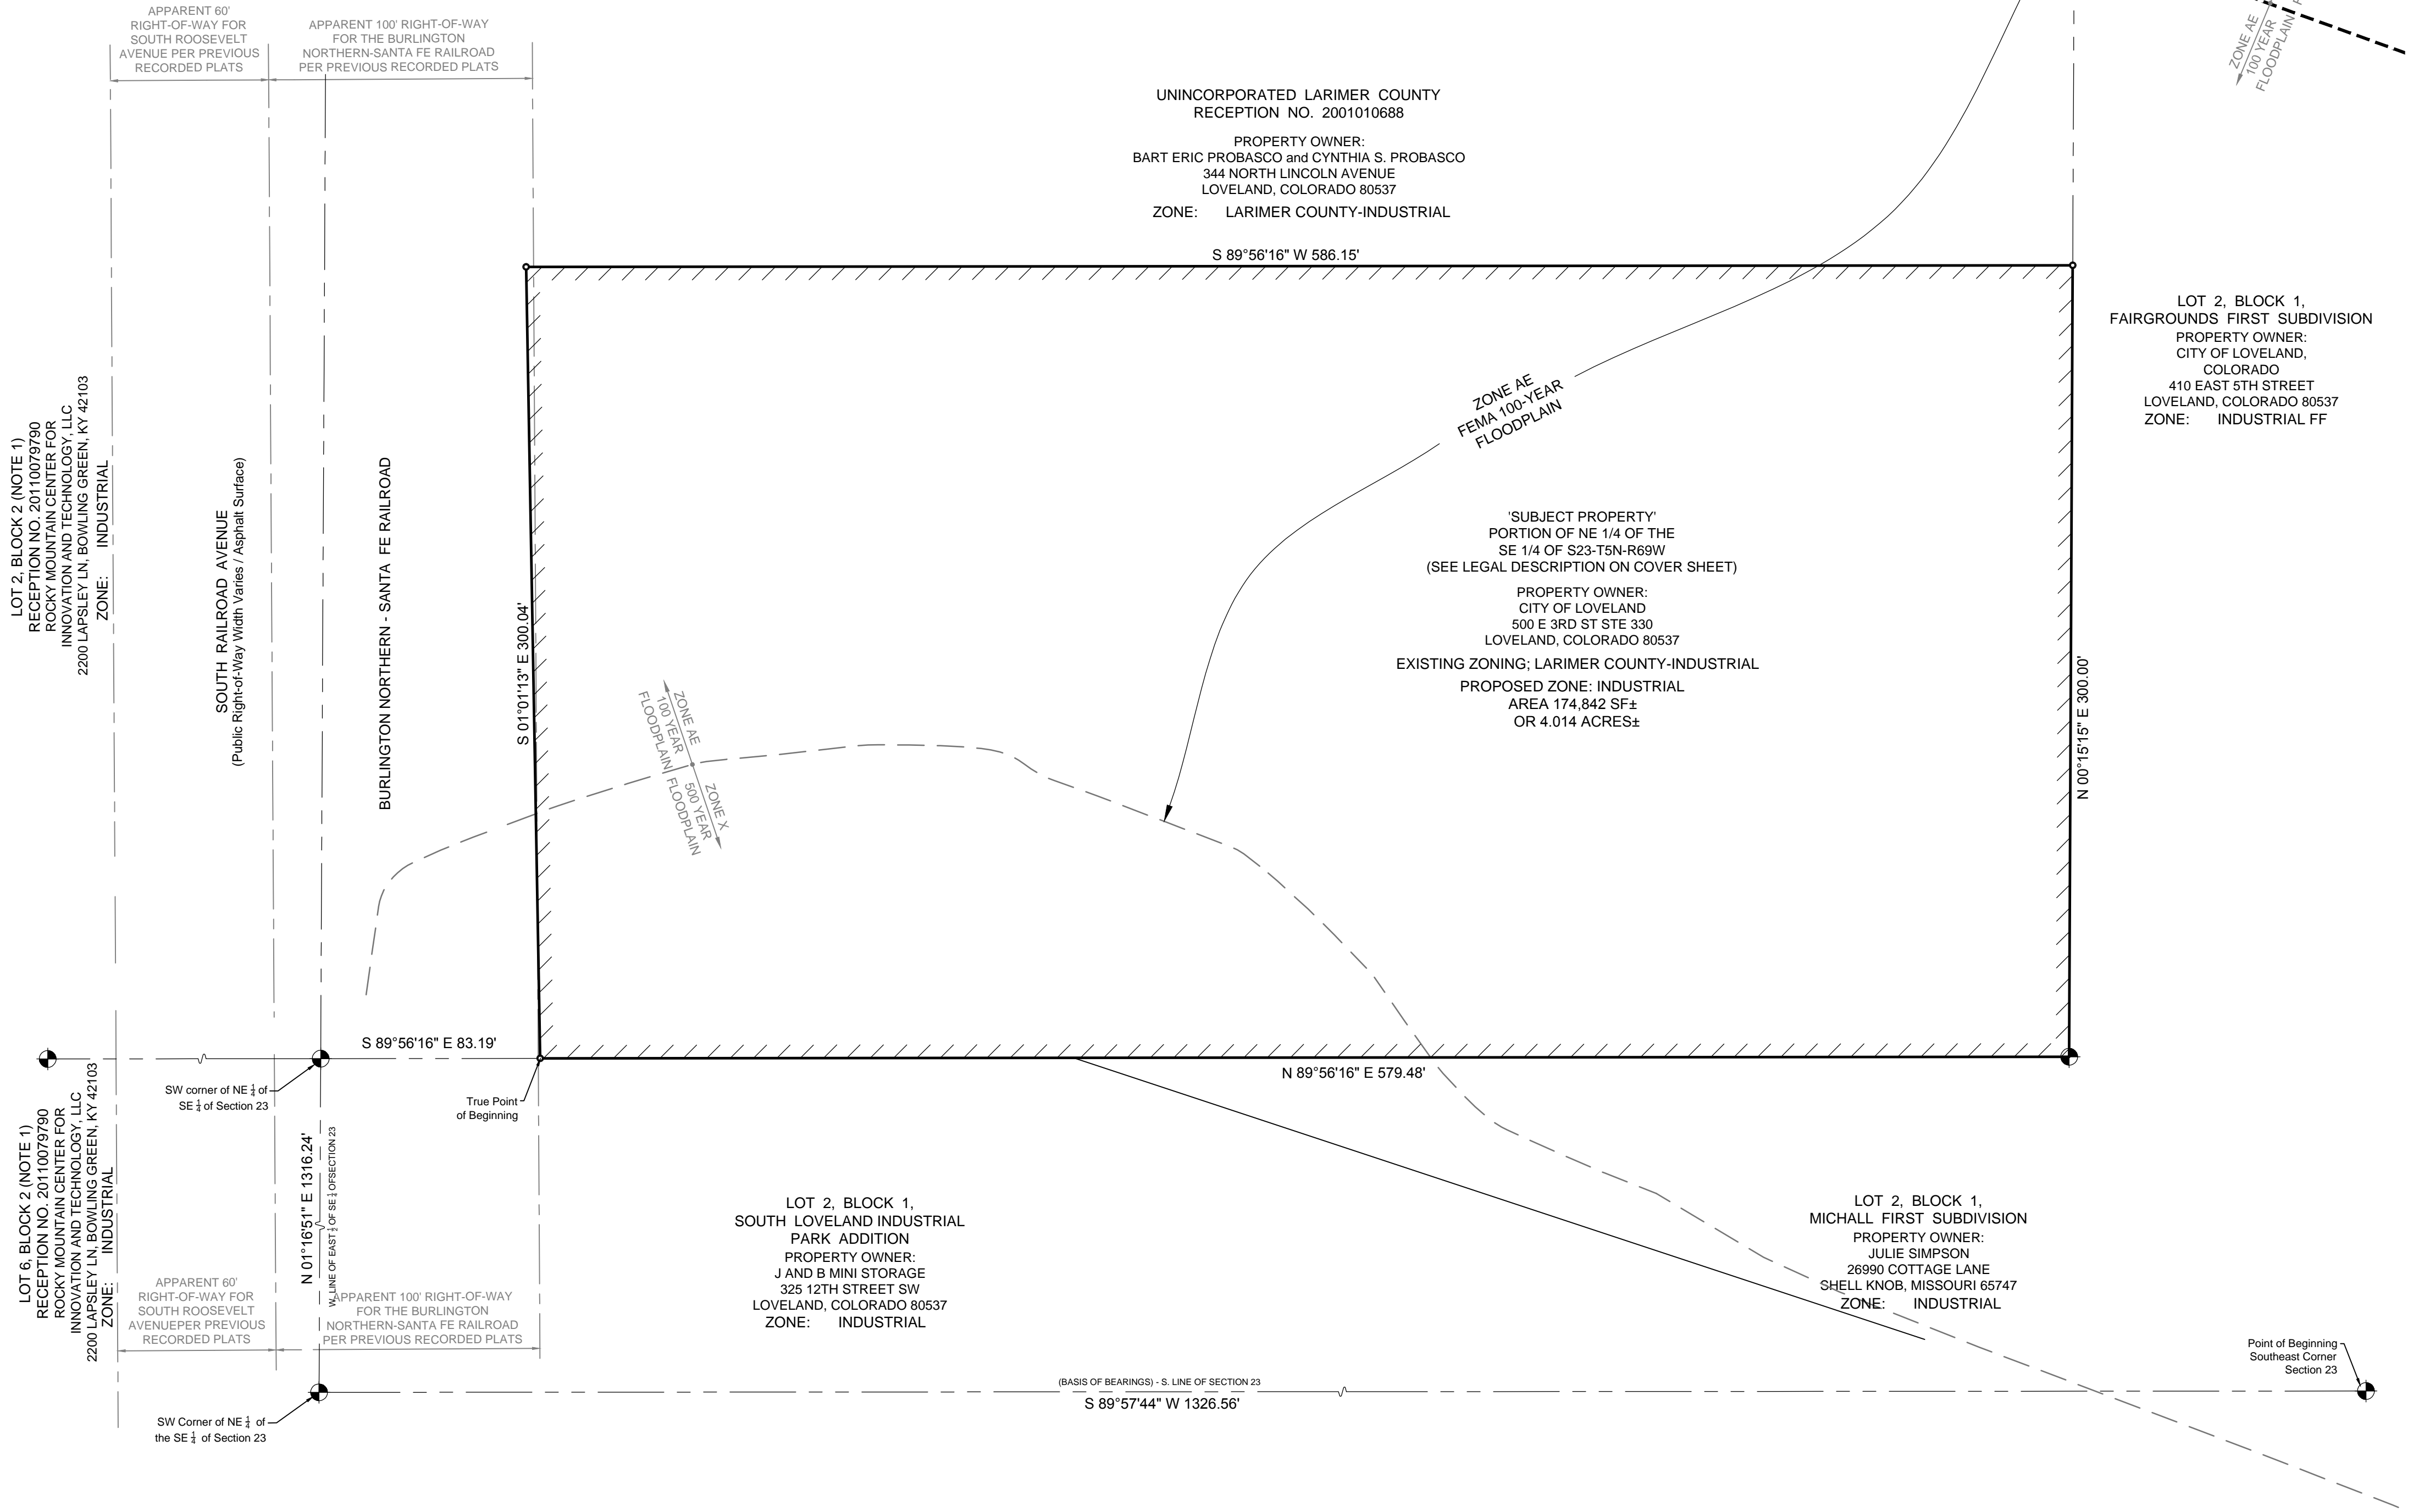 APPARENT 60'
RIGHT-OF-WAY FOR
SOUTH ROOSEVELT
AVENUE PER PREVIOUS
RECORDED PLATS
APPARENT 100' RIGHT-OF-WAY
FOR THE BURLINGTON
NORTHERN-SANTA FE RAILROAD
PER PREVIOUS RECORDED PLATS
UNINCORPORATED LARIMER COUNTY
RECEPTION NO. 2001010688
PROPERTY OWNER:
BART ERIC PROBASCO and CYNTHIA S. PROBASCO
344 NORTH LINCOLN AVENUE
LOVELAND, COLORADO 80537
ZONE: LARIMER COUNTY-INDUSTRIAL
ZONE AE
100 YEAR
FLOODPLAIN
S 89°56'16" W 586.15'
LOT 2, BLOCK 1,
FAIRGROUNDS FIRST SUBDIVISION
PROPERTY OWNER:
CITY OF LOVELAND,
COLORADO
410 EAST 5TH STREET
LOVELAND, COLORADO 80537
ZONE: INDUSTRIAL FF
LOT 2, BLOCK 2 (NOTE 1)
RECEPTION NO. 20110079790
ROCKY MOUNTAIN CENTER FOR
INNOVATION AND TECHNOLOGY, LLC
2200 LAPSLEY LN, BOWLING GREEN, KY 42103
ZONE: INDUSTRIAL
SOUTH RAILROAD AVENUE
(Public Right-of-Way Width Varies / Asphalt Surface)
BURLINGTON NORTHERN - SANTA FE RAILROAD
S 01°01'13" E 300.04'
ZONE AE
FEMA 100-YEAR
FLOODPLAIN
'SUBJECT PROPERTY'
PORTION OF NE 1/4 OF THE
SE 1/4 OF S23-T5N-R69W
(SEE LEGAL DESCRIPTION ON COVER SHEET)
PROPERTY OWNER:
CITY OF LOVELAND
500 E 3RD ST STE 330
LOVELAND, COLORADO 80537
EXISTING ZONING; LARIMER COUNTY-INDUSTRIAL
PROPOSED ZONE: INDUSTRIAL
AREA 174,842 SF±
OR 4.014 ACRES±
N 00°15'15" E 300.00'
ZONE AE
100 YEAR
FLOODPLAIN
ZONE X
500 YEAR
FLOODPLAIN
S 89°56'16" E 83.19'
N 89°56'16" E 579.48'
SW corner of NE 1/4 of
SE 1/4 of Section 23
True Point
of Beginning
LOT 6, BLOCK 2 (NOTE 1)
RECEPTION NO. 20110079790
ROCKY MOUNTAIN CENTER FOR
INNOVATION AND TECHNOLOGY, LLC
2200 LAPSLEY LN, BOWLING GREEN, KY 42103
ZONE: INDUSTRIAL
N 01°16'51" E 1316.24'
W. LINE OF EAST 1/2 OF SE 1/4 OFSECTION 23
APPARENT 60'
RIGHT-OF-WAY FOR
SOUTH ROOSEVELT
AVENUEPER PREVIOUS
RECORDED PLATS
APPARENT 100' RIGHT-OF-WAY
FOR THE BURLINGTON
NORTHERN-SANTA FE RAILROAD
PER PREVIOUS RECORDED PLATS
LOT 2, BLOCK 1,
SOUTH LOVELAND INDUSTRIAL
PARK ADDITION
PROPERTY OWNER:
J AND B MINI STORAGE
325 12TH STREET SW
LOVELAND, COLORADO 80537
ZONE: INDUSTRIAL
LOT 2, BLOCK 1,
MICHALL FIRST SUBDIVISION
PROPERTY OWNER:
JULIE SIMPSON
26990 COTTAGE LANE
SHELL KNOB, MISSOURI 65747
ZONE: INDUSTRIAL
Point of Beginning
Southeast Corner
Section 23
(BASIS OF BEARINGS) - S. LINE OF SECTION 23
S 89°57'44" W 1326.56'
SW Corner of NE 1/4 of
the SE 1/4 of Section 23